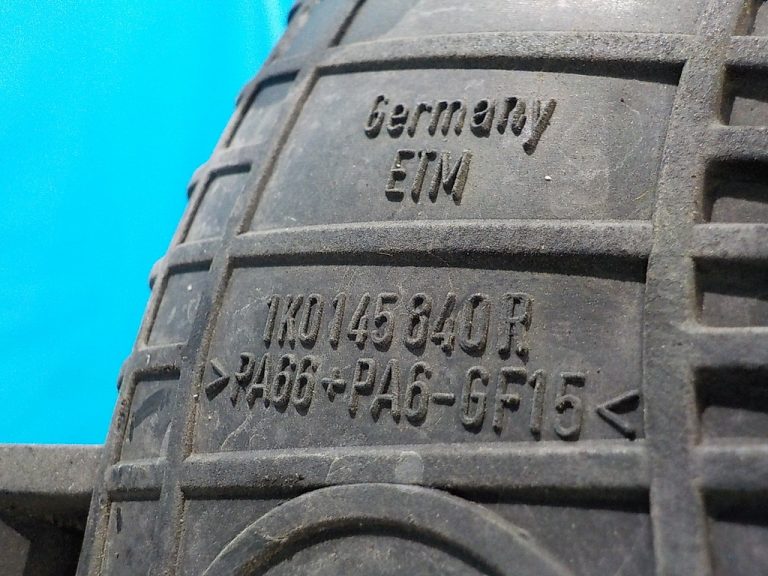 Germany
ETM
1K0 145 840 R
>PA66+PA6-GF15<